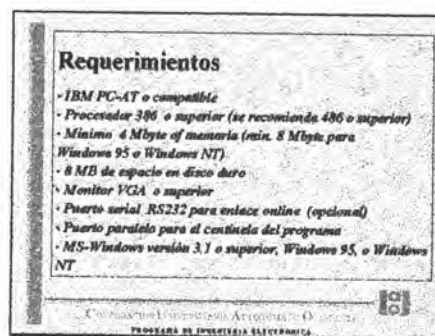 Requerimientos
- IBM PC-AT o compatible
- Procesador 386 o superior (se recomienda 486 o superior)
- Mínimo 4 Mbyte de memoria (min. 8 Mbyte para
Windows 95 o Windows NT)
- 8 MB de espacio en disco duro
- Monitor VGA o superior
- Puerto serial RS232 para enlace online (opcional)
- Puerto paralelo para el centinela del programa
- MS-Windows versión 3.1 o superior, Windows 95, o Windows
NT
PROGRAMA DE INGENIERIA ELECTRONICA